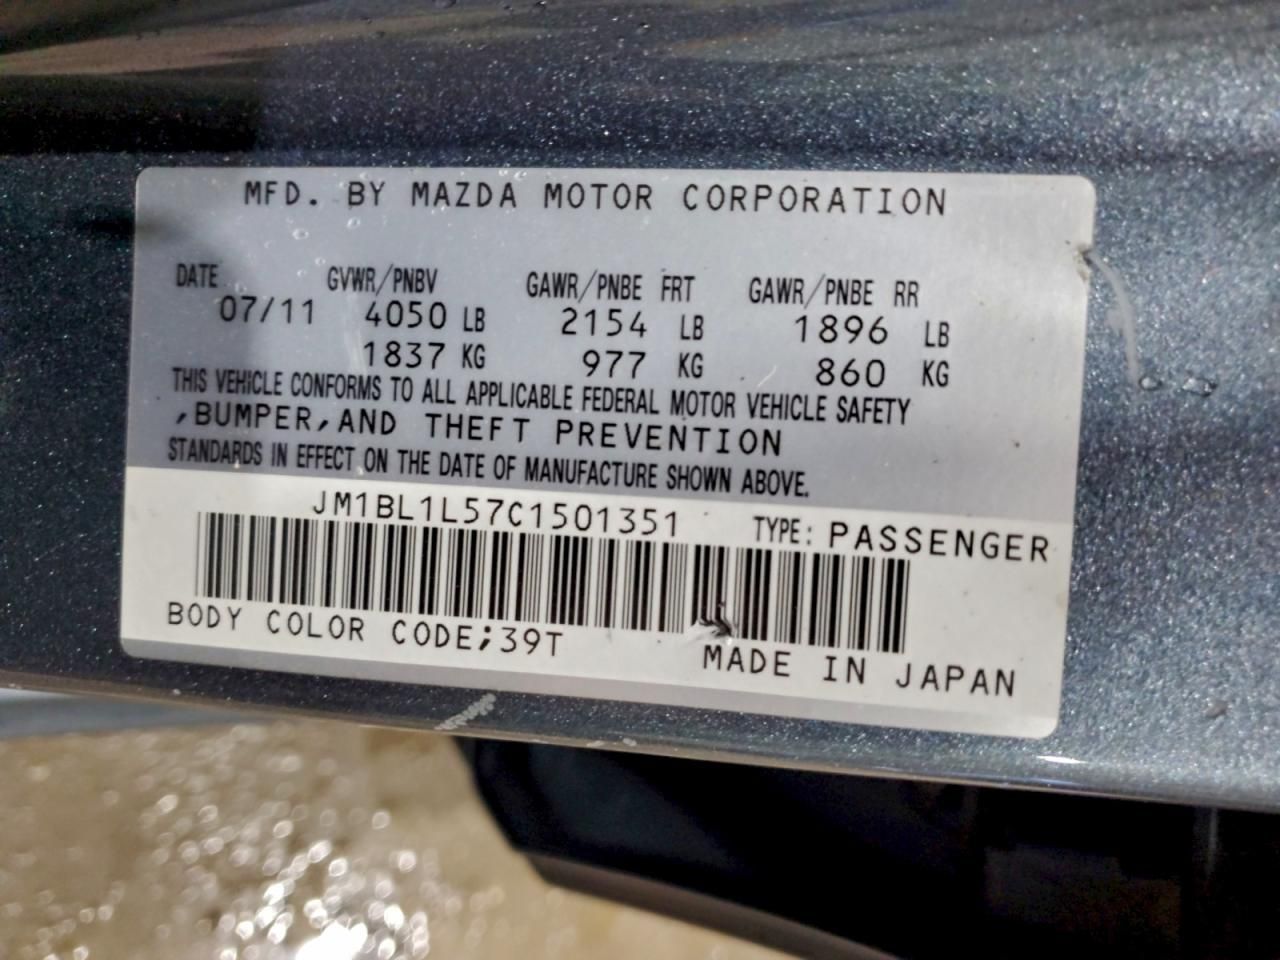 MFD. BY MAZDA MOTOR CORPORATION
DATE GVWR/PNBV GAWR/PNBE FRT GAWR/PNBE RR
07/11 4050 LB 2154 LB 1896 LB
1837 KG 977 KG 860 KG
THIS VEHICLE CONFORMS TO ALL APPLICABLE FEDERAL MOTOR VEHICLE SAFETY
,BUMPER,AND THEFT PREVENTION
STANDARDS IN EFFECT ON THE DATE OF MANUFACTURE SHOWN ABOVE.
JM1BL1L57C1501351 TYPE: PASSENGER
BODY COLOR CODE;39T
MADE IN JAPAN